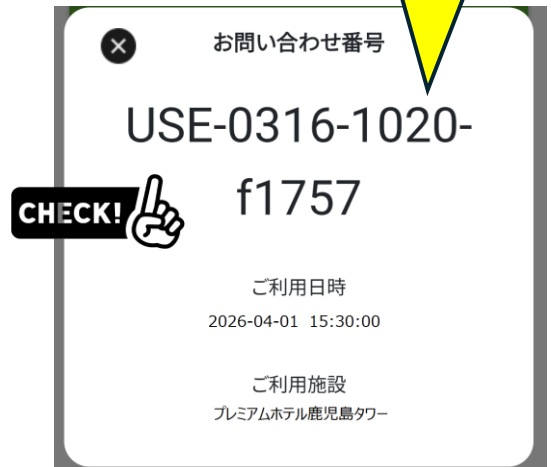 お問い合わせ番号
USE-0316-1020-
f1757
CHECK!
ご利用日時
2026-04-01 15:30:00
ご利用施設
プレミアムホテル鹿児島タワー